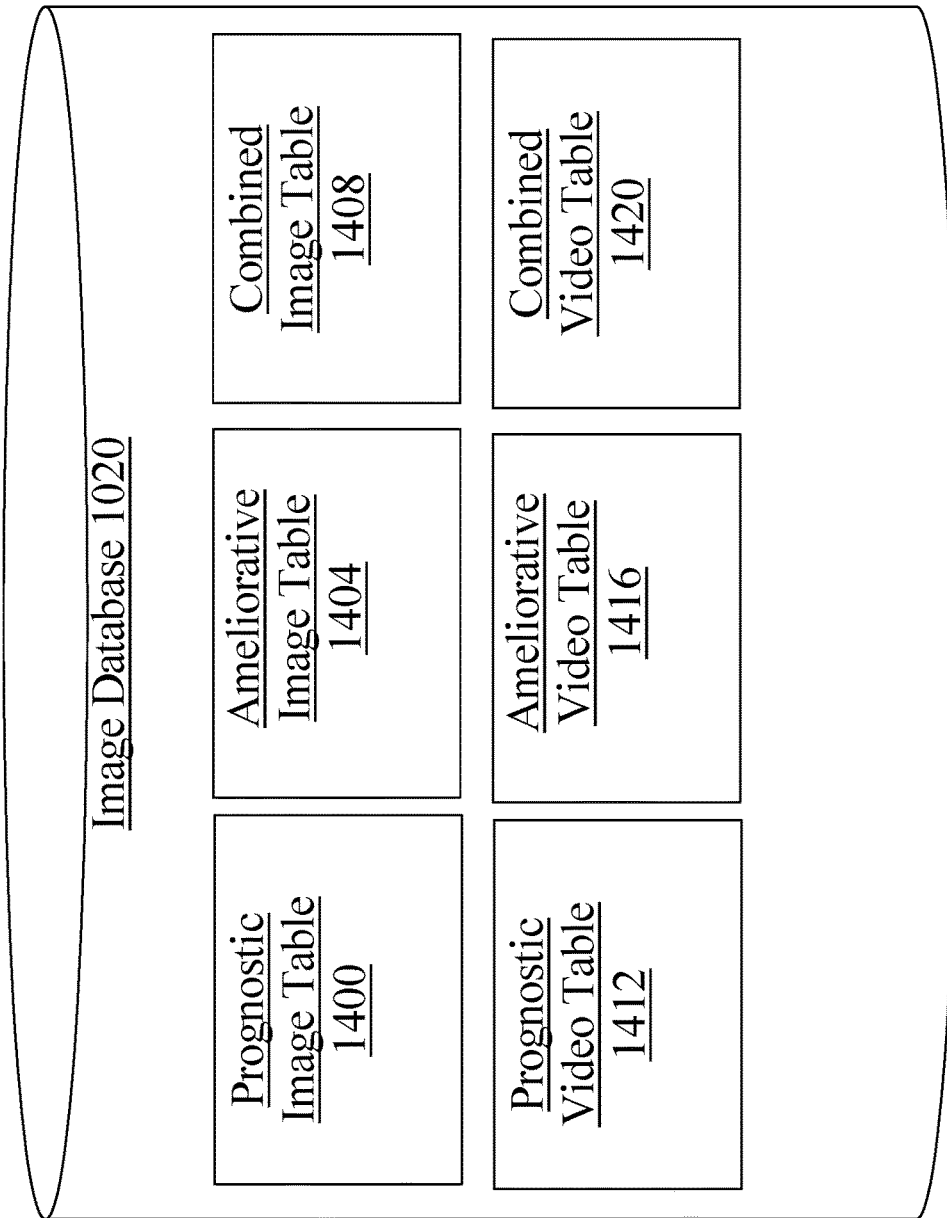 Image Database 1020
Prognostic
Image Table
1400
Ameliorative
Image Table
1404
Combined
Image Table
1408
Prognostic
Video Table
1412
Ameliorative
Video Table
1416
Combined
Video Table
1420